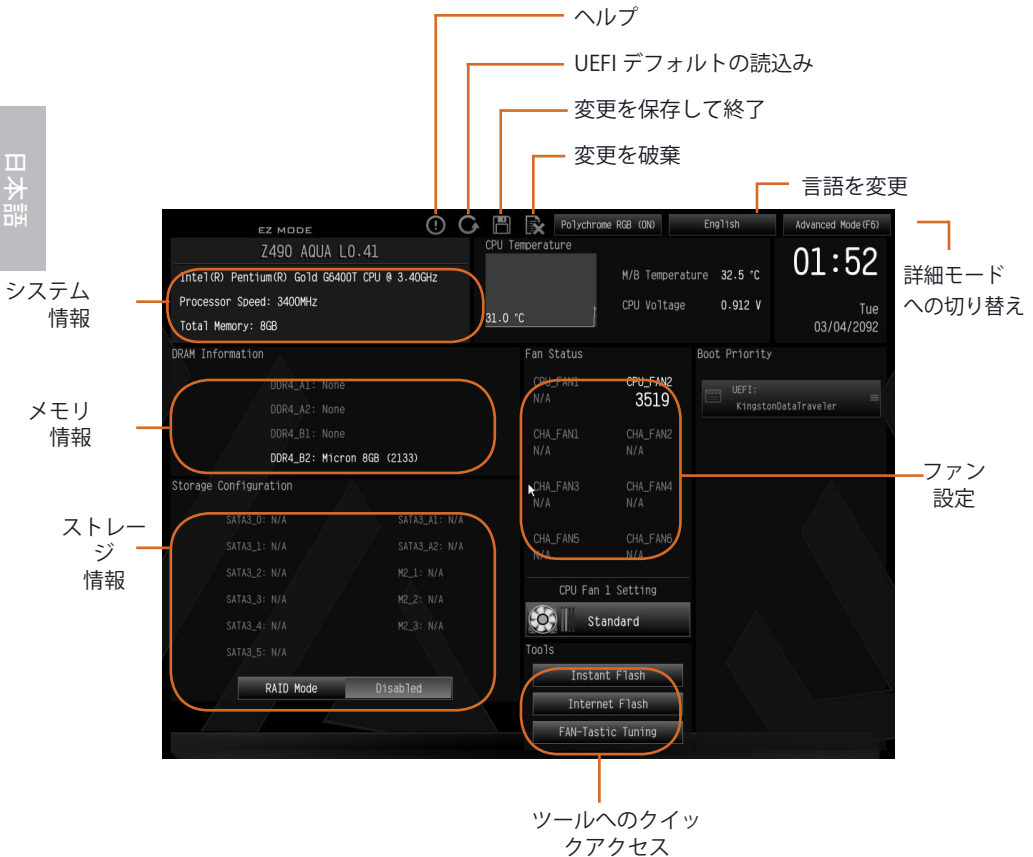 ヘルプ
UEFI デフォルトの読込み
変更を保存して終了
変更を破棄
言語を変更
日本語
EZ MODE
Polychrome RGB (ON)
English
Advanced Mode(F6)
詳細モード
への切り替え
システム
情報
Z490 AQUA L0.41
Intel(R) Pentium(R) Gold G6400T CPU @ 3.40GHz
Processor Speed: 3400MHz
Total Memory: 8GB
CPU Temperature
31.0 °C
M/B Temperature 32.5 °C
CPU Voltage 0.912 V
01:52
Tue
03/04/2092
メモリ
情報
DRAM Information
DDR4_A1: None
DDR4_A2: None
DDR4_B1: None
DDR4_B2: Micron 8GB (2133)
Fan Status
CPU_FAN1 CPU_FAN2
N/A 3519
CHA_FAN1 CHA_FAN2
N/A N/A
CHA_FAN3 CHA_FAN4
N/A N/A
CHA_FAN5 CHA_FAN6
N/A N/A
Boot Priority
UEFI:
KingstonDataTraveler
ファン
設定
ストレー
ジ
情報
Storage Configuration
SATA3_0: N/A SATA3_A1: N/A
SATA3_1: N/A SATA3_A2: N/A
SATA3_2: N/A M2_1: N/A
SATA3_3: N/A M2_2: N/A
SATA3_4: N/A M2_3: N/A
SATA3_5: N/A
RAID Mode Disabled
CPU Fan 1 Setting
Standard
Tools
Instant Flash
Internet Flash
FAN-Tastic Tuning
ツールへのクイッ
クアクセス